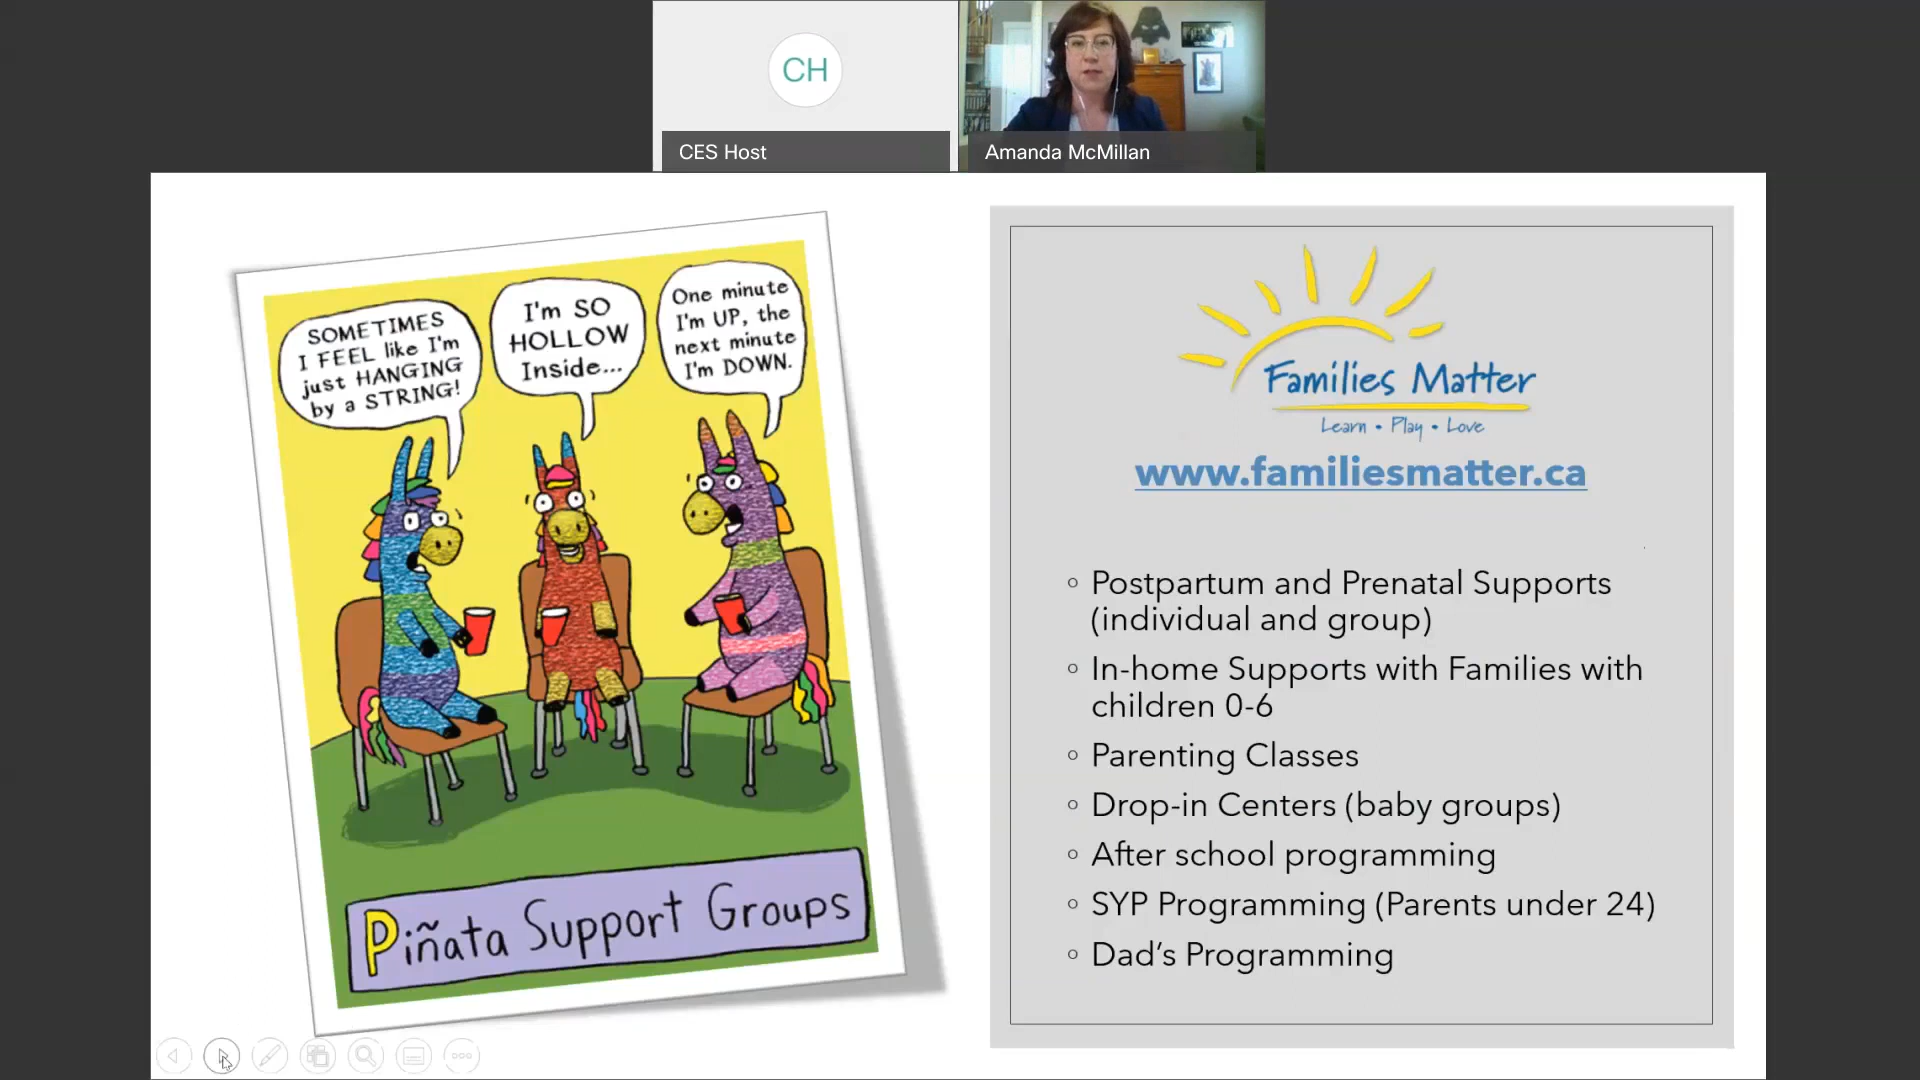 CH
CES Host
Amanda McMillan
SOMETIMES
I FEEL like I'm
just HANGING
by a STRING!
I'm SO
HOLLOW
Inside...
One minute
I'm UP, the
next minute
I'm DOWN.
Piñata Support Groups
Families Matter
Learn • Play • Love
www.familiesmatter.ca
◦ Postpartum and Prenatal Supports
(individual and group)
◦ In-home Supports with Families with
children 0-6
◦ Parenting Classes
◦ Drop-in Centers (baby groups)
◦ After school programming
◦ SYP Programming (Parents under 24)
◦ Dad’s Programming